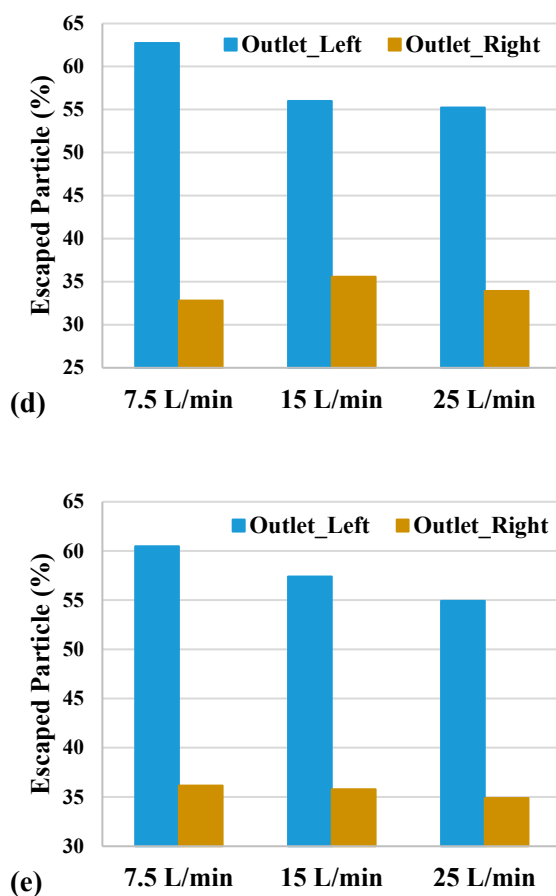 65
Outlet_Left Outlet_Right
60
55
50
45
40
35
30
25
Escaped Particle (%)
(d)
7.5 L/min 15 L/min 25 L/min
65
Outlet_Left Outlet_Right
60
55
50
45
40
35
30
Escaped Particle (%)
(e)
7.5 L/min 15 L/min 25 L/min